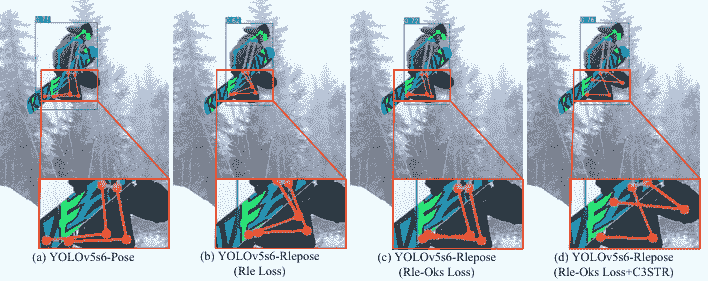 (a) YOLOv5s6-Pose
(b) YOLOv5s6-Rlepose
(Rle Loss)
(c) YOLOv5s6-Rlepose
(Rle-Oks Loss)
(d) YOLOv5s6-Rlepose
(Rle-Oks Loss+C3STR)